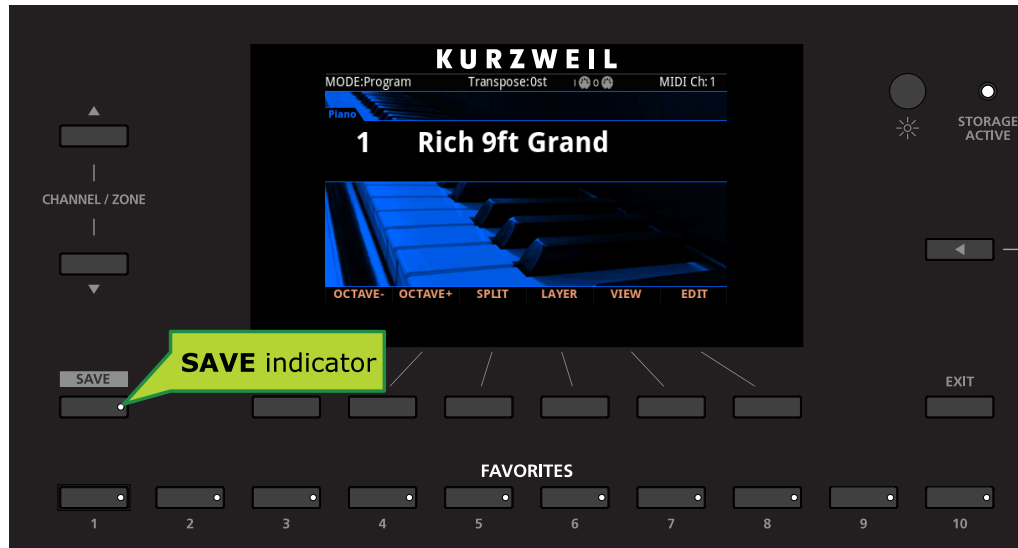 KURZWEIL
MODE:Program Transpose:0st I O MIDI Ch:1
Piano
1 Rich 9ft Grand
OCTAVE- OCTAVE+ SPLIT LAYER VIEW EDIT
CHANNEL / ZONE
STORAGE
ACTIVE
SAVE indicator
SAVE
EXIT
FAVORITES
1 2 3 4 5 6 7 8 9 10